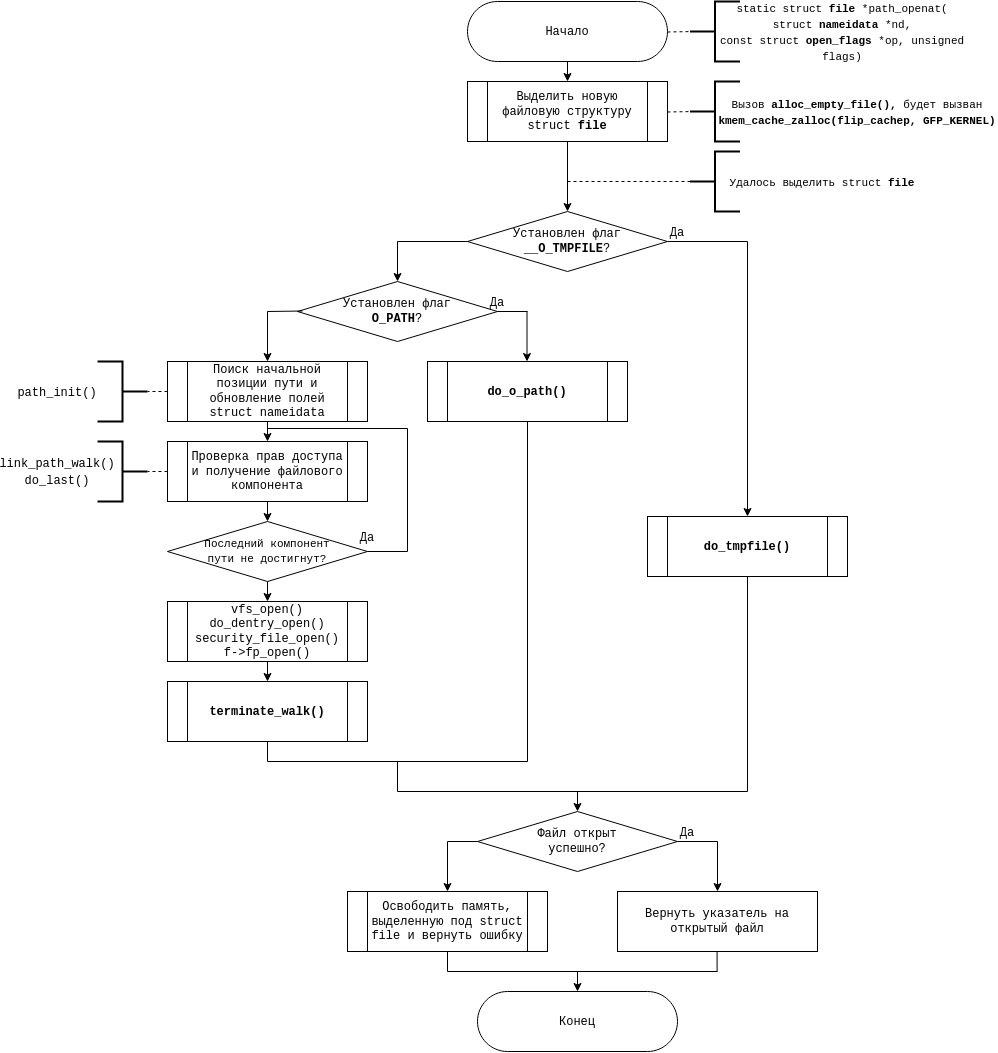 Начало
static struct file *path_openat(
struct nameidata *nd,
const struct open_flags *op, unsigned
flags)
Выделить новую
файловую структуру
struct file
Вызов alloc_empty_file(), будет вызван
kmem_cache_zalloc(flip_cachep, GFP_KERNEL)
Удалось выделить struct file
Установлен флаг
__O_TMPFILE?
Да
Установлен флаг
O_PATH?
Да
path_init()
Поиск начальной
позиции пути и
обновление полей
struct nameidata
do_o_path()
link_path_walk()
do_last()
Проверка прав доступа
и получение файлового
компонента
Последний компонент
пути не достигнут?
Да
do_tmpfile()
vfs_open()
do_dentry_open()
security_file_open()
f->fp_open()
terminate_walk()
Файл открыт
успешно?
Да
Освободить память,
выделенную под struct
file и вернуть ошибку
Вернуть указатель на
открытый файл
Конец